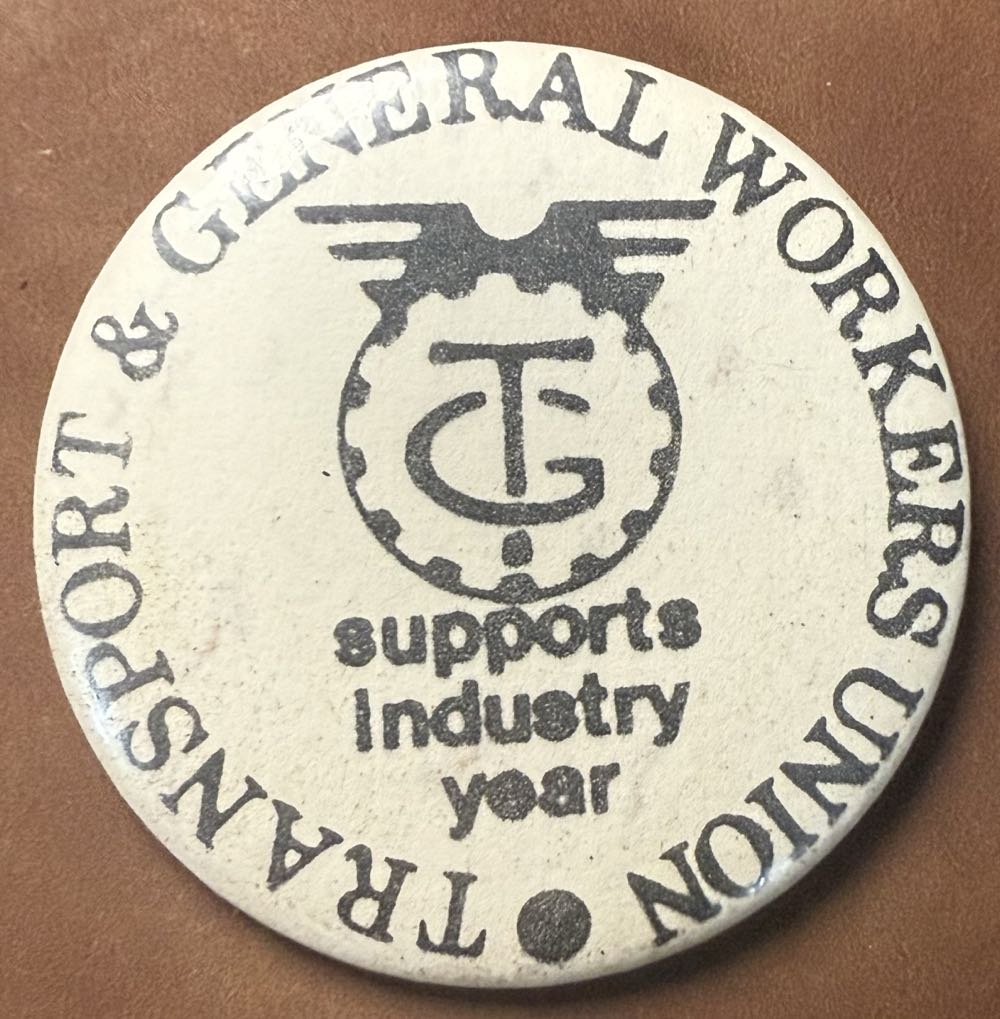 TRANSPORT & GENERAL WORKERS UNION
TG
supports
industry
year